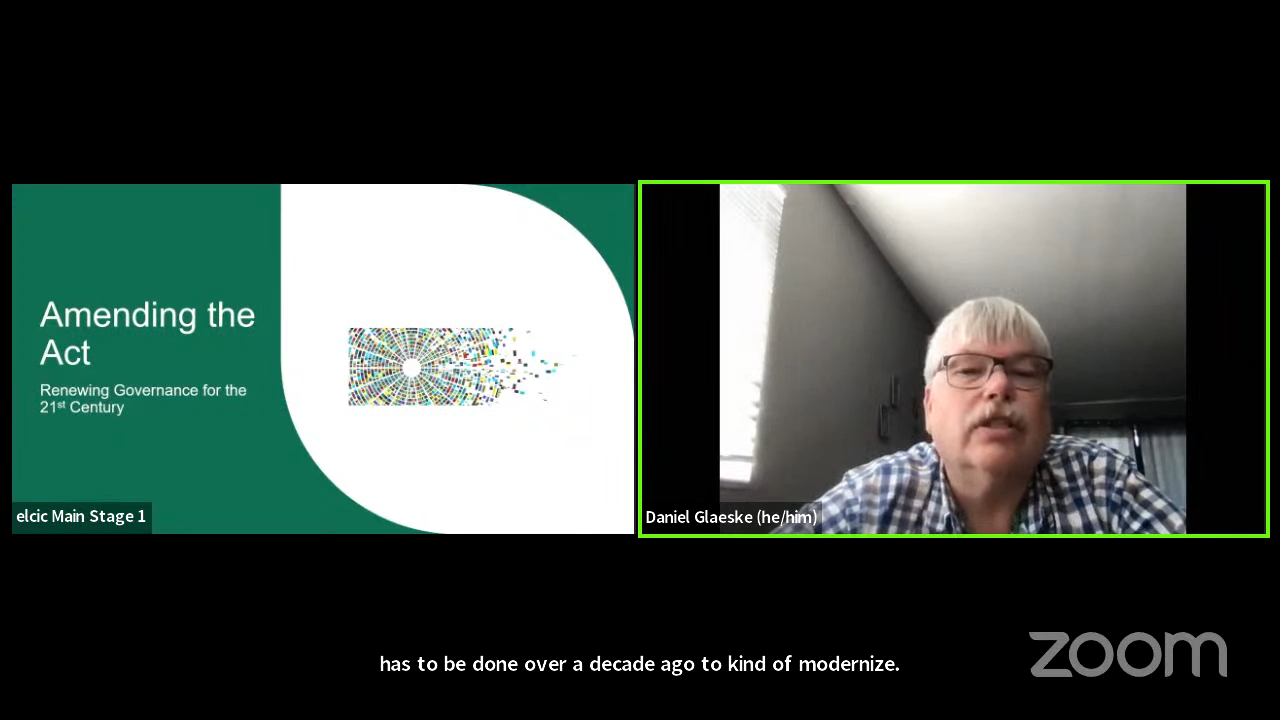 Amending the
Act
Renewing Governance for the
21st Century
elcic Main Stage 1
Daniel Glaeske (he/him)
has to be done over a decade ago to kind of modernize.
zoom